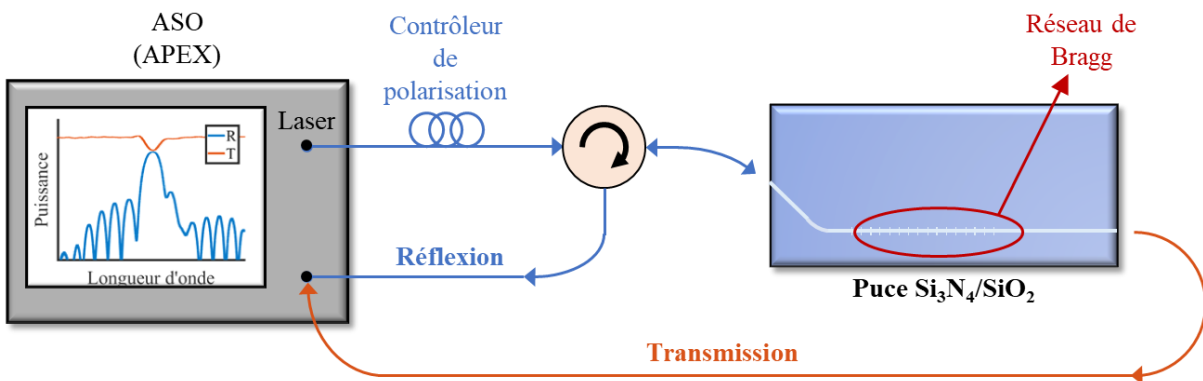 ASO
(APEX)
R
T
Puissance
Longueur d'onde
Laser
Contrôleur
de
polarisation
Réflexion
Réseau de
Bragg
Puce Si₃N₄/SiO₂
Transmission